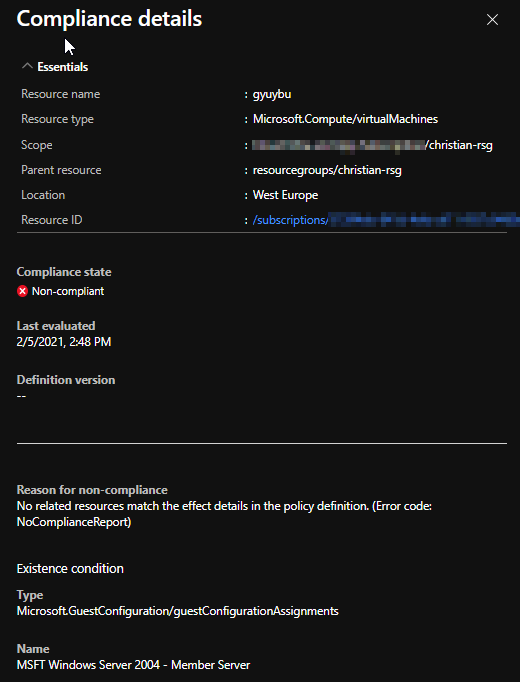 Compliance details
Essentials
Resource name : gyuybu
Resource type : Microsoft.Compute/virtualMachines
Scope : /christian-rsg
Parent resource : resourcegroups/christian-rsg
Location : West Europe
Resource ID : /subscriptions/
Compliance state
Non-compliant
Last evaluated
2/5/2021, 2:48 PM
Definition version
--
Reason for non-compliance
No related resources match the effect details in the policy definition. (Error code:
NoComplianceReport)
Existence condition
Type
Microsoft.GuestConfiguration/guestConfigurationAssignments
Name
MSFT Windows Server 2004 - Member Server